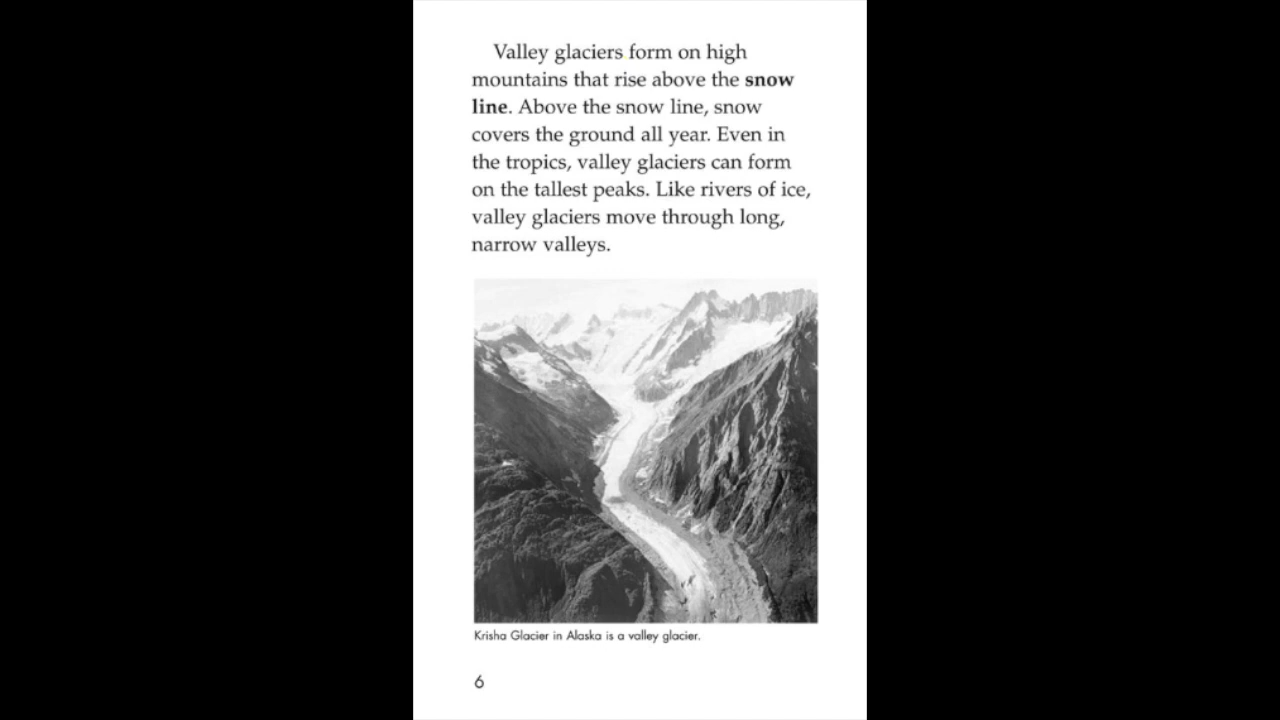 Valley glaciers form on high
mountains that rise above the snow
line. Above the snow line, snow
covers the ground all year. Even in
the tropics, valley glaciers can form
on the tallest peaks. Like rivers of ice,
valley glaciers move through long,
narrow valleys.
Krisha Glacier in Alaska is a valley glacier.
6